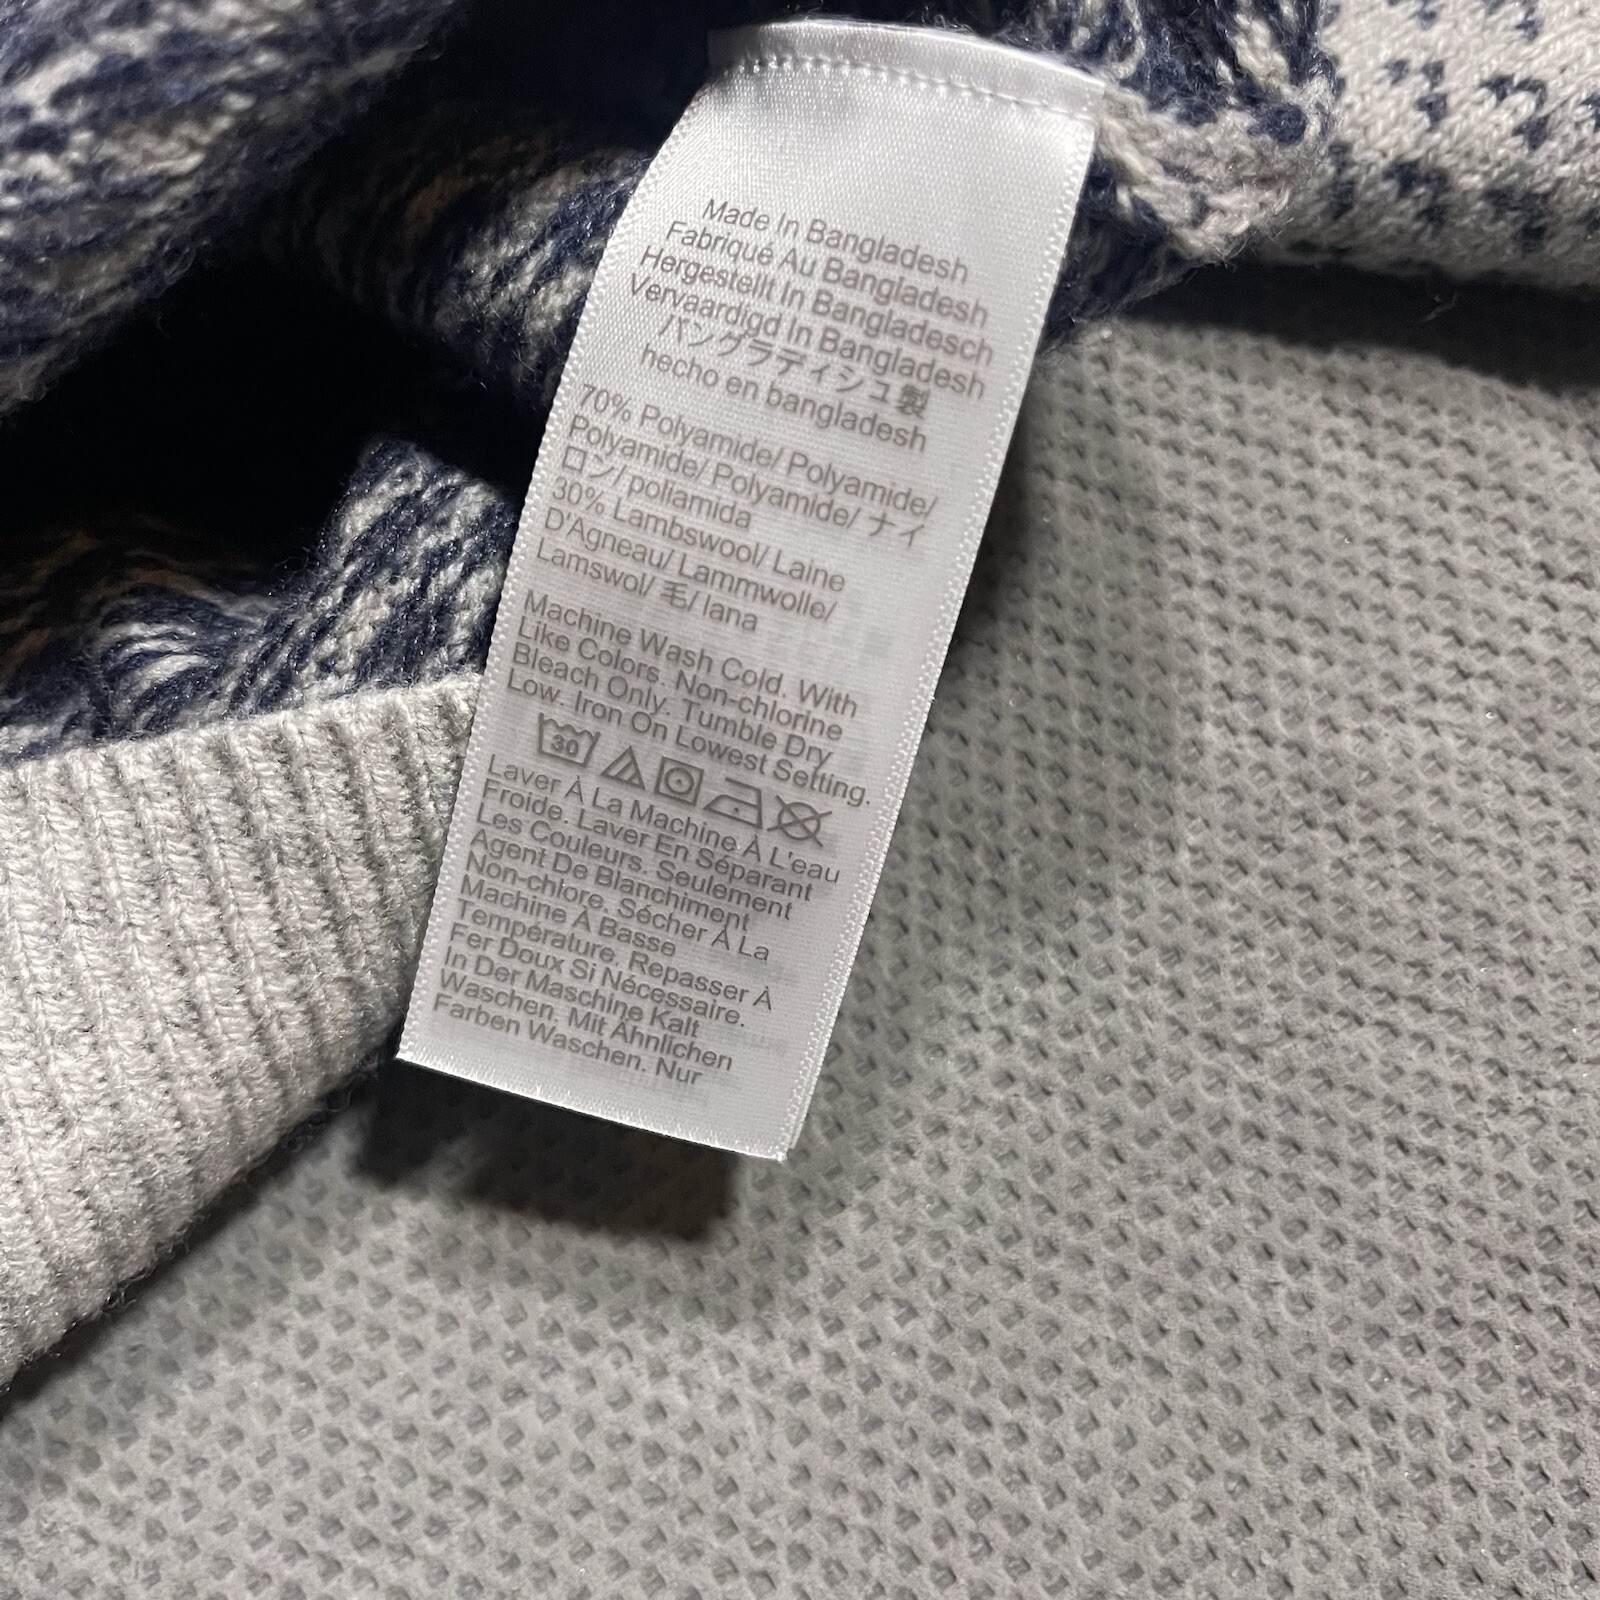 Made In Bangladesh
Fabriqué Au Bangladesh
Hergestellt In Bangladesch
Vervaardigd In Bangladesh
バングラディシュ製
hecho en bangladesh
70% Polyamide/ Polyamide/
Polyamide/ Polyamide/ ナイ
ロン/ poliamida
30% Lambswool/ Laine
D'Agneau/ Lammwolle/
Lamswol/ 毛/ lana
Machine Wash Cold. With
Like Colors. Non-chlorine
Bleach Only. Tumble Dry
Low. Iron On Lowest Setting.
30
Laver À La Machine À L'eau
Froide. Laver En Séparant
Les Couleurs. Seulement
Agent De Blanchiment
Non-chlore. Sécher À La
Machine À Basse
Température. Repasser À
Fer Doux Si Nécessaire.
In Der Maschine Kalt
Waschen. Mit Ähnlichen
Farben Waschen. Nur